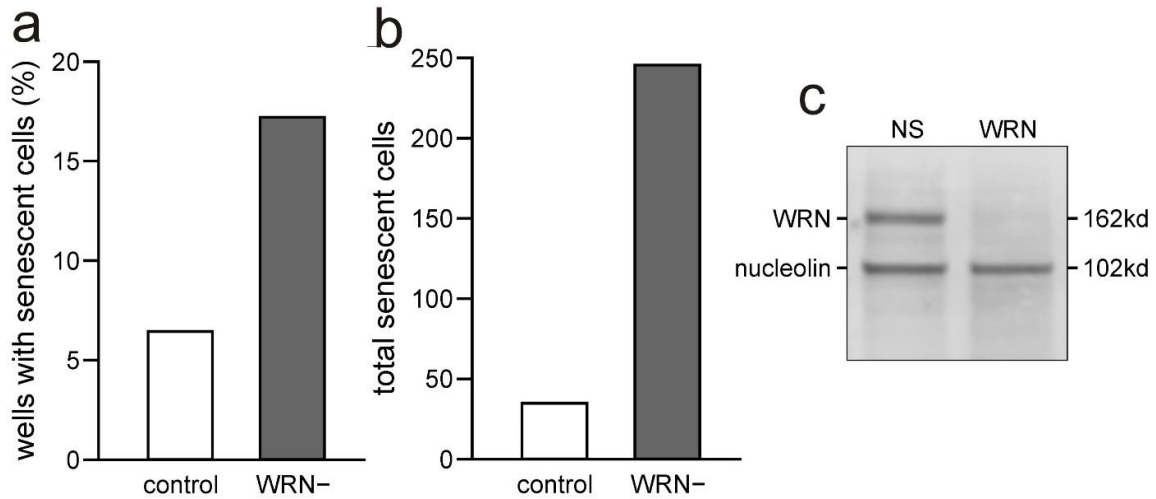 a
wells with senescent cells (%)
20
15
10
5
0
control WRN−
b
total senescent cells
250
200
150
100
50
0
control WRN−
c
NS WRN
WRN 162kd
nucleolin 102kd